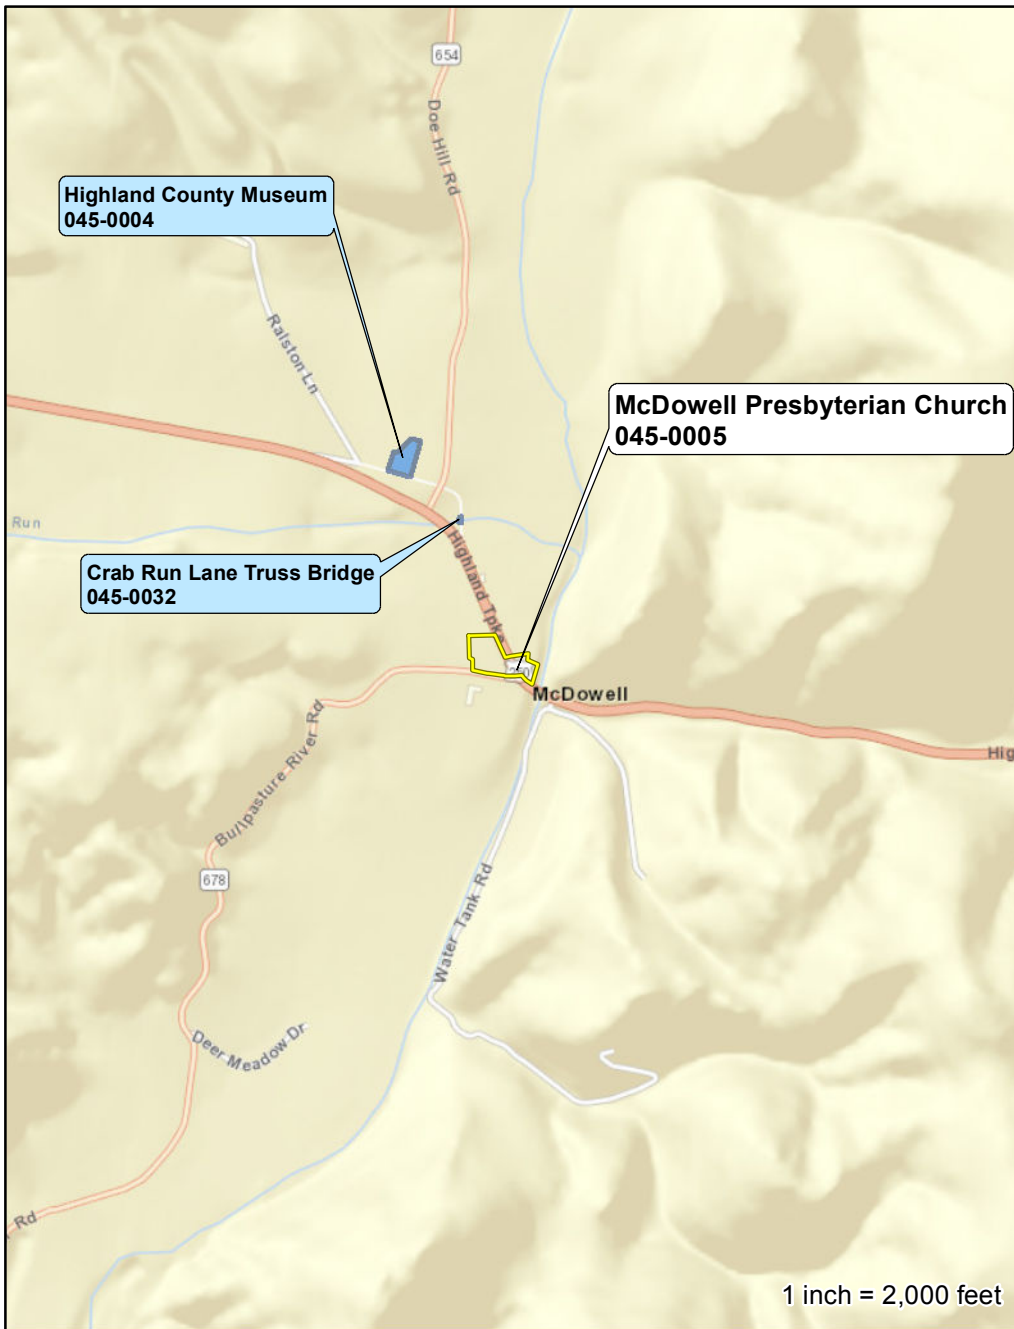 654
Doe Hill Rd
Highland County Museum
045-0004
Ralston Ln
McDowell Presbyterian Church
045-0005
Run
Highland Tpke
Crab Run Lane Truss Bridge
045-0032
McDowell
Hig
Bullpasture River Rd
678
Water Tank Rd
Deer Meadow Dr
Rd
1 inch = 2,000 feet